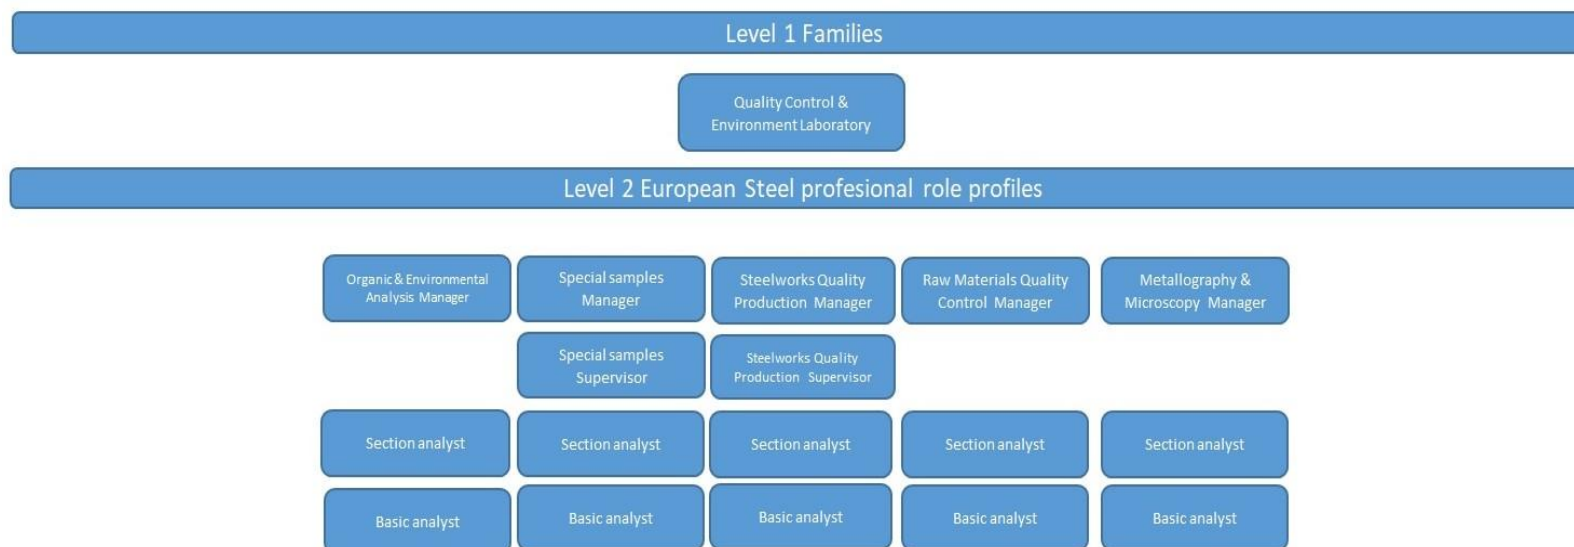 Level 1 Families
Quality Control &
Environment Laboratory
Level 2 European Steel profesional role profiles
Organic & Environmental
Analysis Manager
Special samples
Manager
Steelworks Quality
Production Manager
Raw Materials Quality
Control Manager
Metallography &
Microscopy Manager
Special samples
Supervisor
Steelworks Quality
Production Supervisor
Section analyst
Section analyst
Section analyst
Section analyst
Section analyst
Basic analyst
Basic analyst
Basic analyst
Basic analyst
Basic analyst